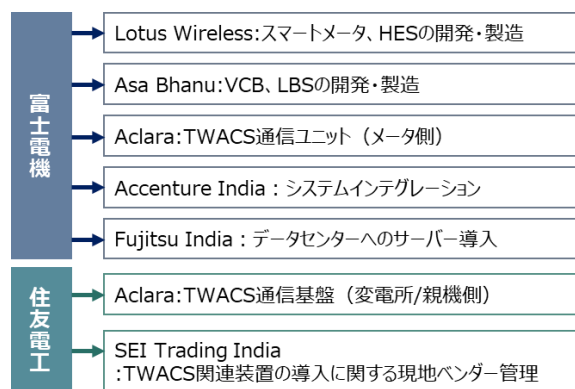 富士電機
Lotus Wireless:スマートメータ、HESの開発・製造
Asa Bhanu:VCB、LBSの開発・製造
Aclara:TWACS通信ユニット（メータ側）
Accenture India：システムインテグレーション
Fujitsu India：データセンターへのサーバー導入
住友電工
Aclara:TWACS通信基盤（変電所/親機側）
SEI Trading India
:TWACS関連装置の導入に関する現地ベンダー管理